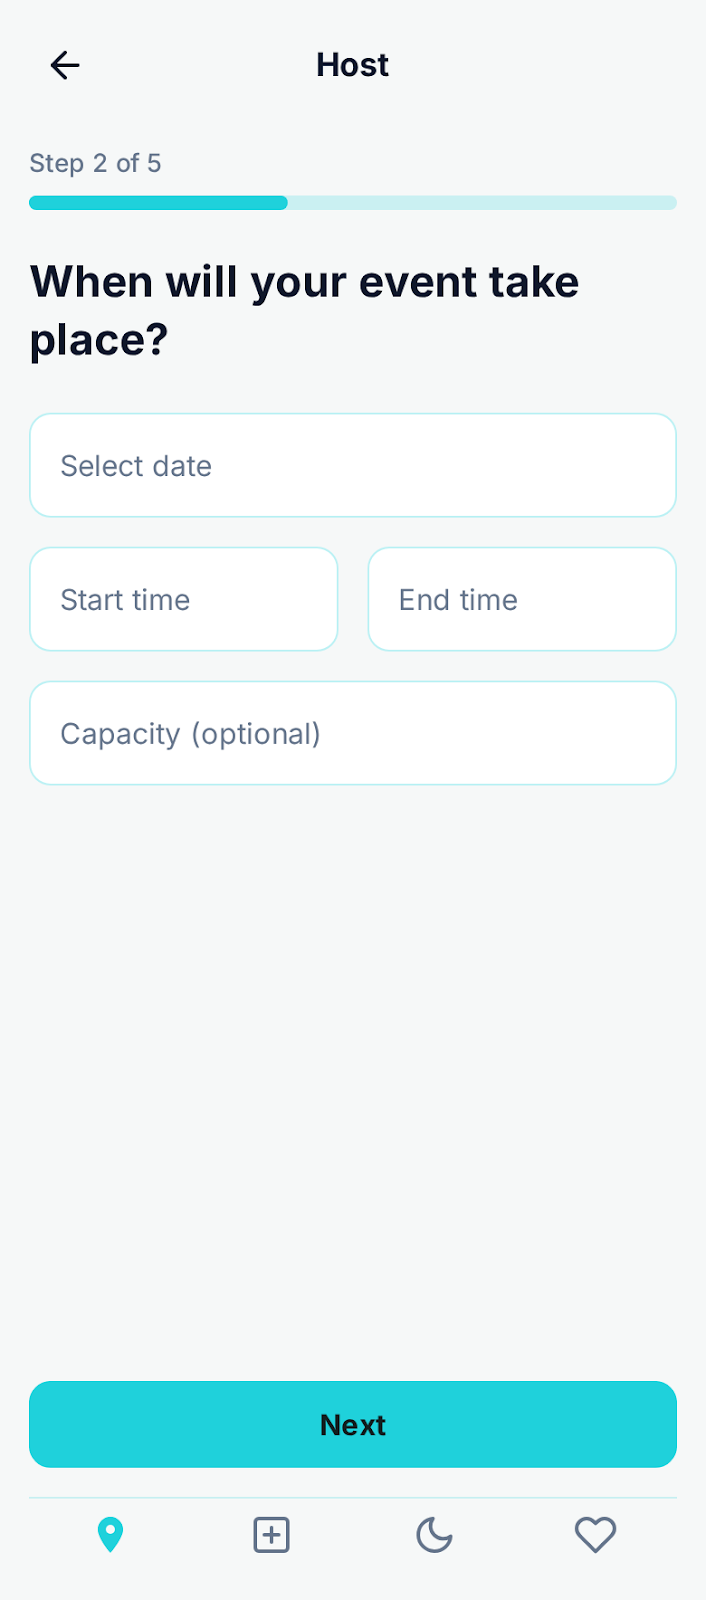 Host
Step 2 of 5
When will your event take
place?
Select date
Start time
End time
Capacity (optional)
Next